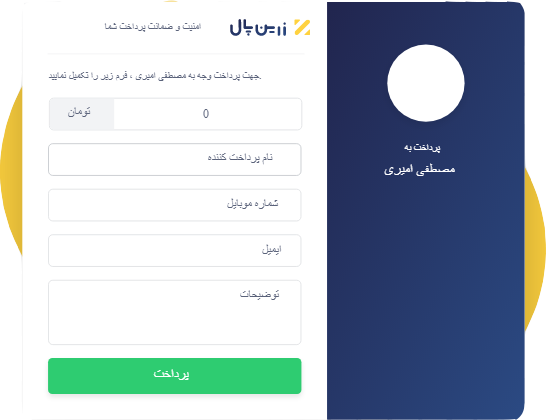 زرین پال
امنیت و ضمانت پرداخت شما
جهت پرداخت وجه به مصطفی امیری ، فرم زیر را تکمیل نمایید.
0
تومان
نام پرداخت کننده
شماره موبایل
ایمیل
توضیحات
پرداخت
پرداخت به
مصطفی امیری